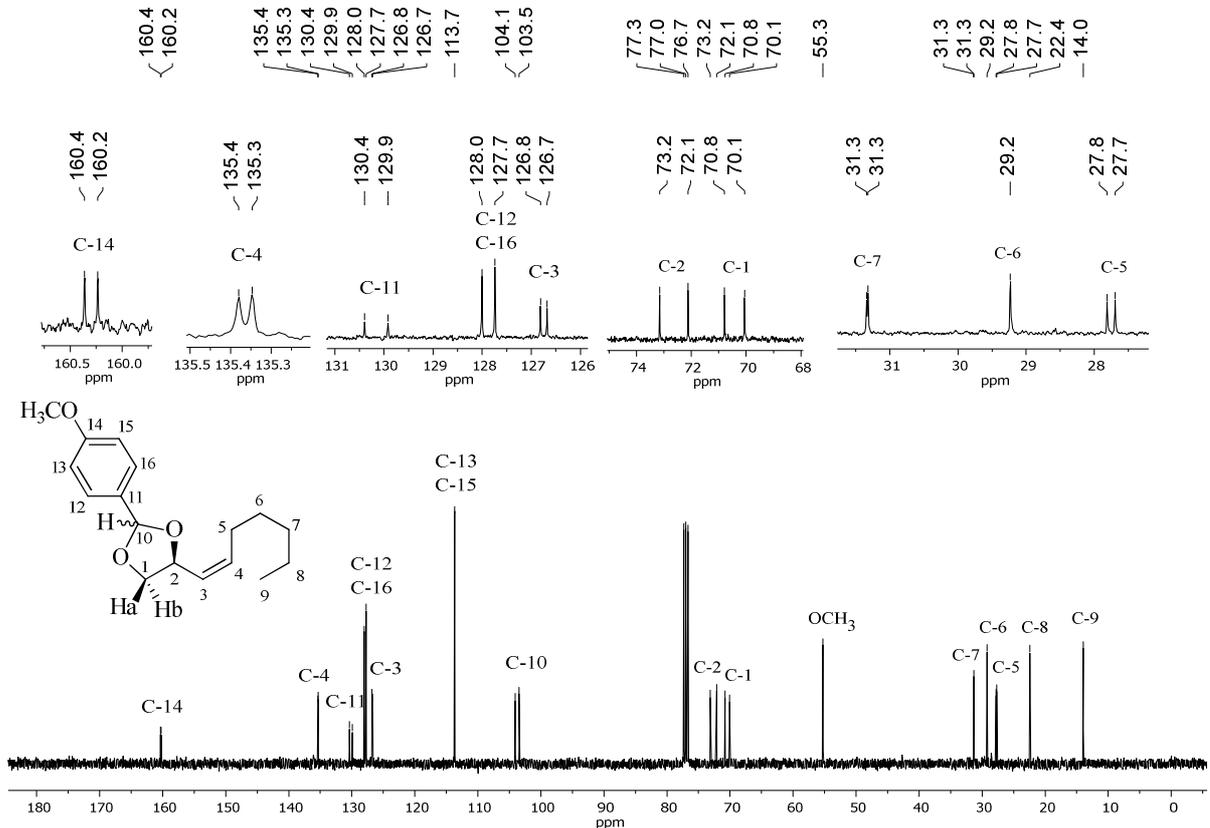 160.4 160.2 135.4 135.3 130.4 129.9 128.0 127.7 126.8 126.7 113.7 104.1 103.5 77.3 77.0 76.7 73.2 72.1 70.8 70.1 55.3 31.3 31.3 29.2 27.8 27.7 22.4 14.0
160.4 160.2 135.4 135.3 130.4 129.9 128.0 127.7 126.8 126.7 73.2 72.1 70.8 70.1 31.3 31.3 29.2 27.8 27.7
C-14 C-4 C-11 C-12 C-16 C-3 C-2 C-1 C-7 C-6 C-5
160.5 160.0 135.5 135.4 135.3 131 130 129 128 127 126 74 72 70 68 31 30 29 28
ppm ppm ppm ppm ppm
H3CO 14 15 13 16 12 11 H 10 O O 1 2 3 4 5 6 7 8 9 Ha Hb
C-14 C-4 C-11 C-12 C-16 C-3 C-13 C-15 C-10 C-2 C-1 OCH3 C-7 C-6 C-5 C-8 C-9
180 170 160 150 140 130 120 110 100 90 80 70 60 50 40 30 20 10 0
ppm